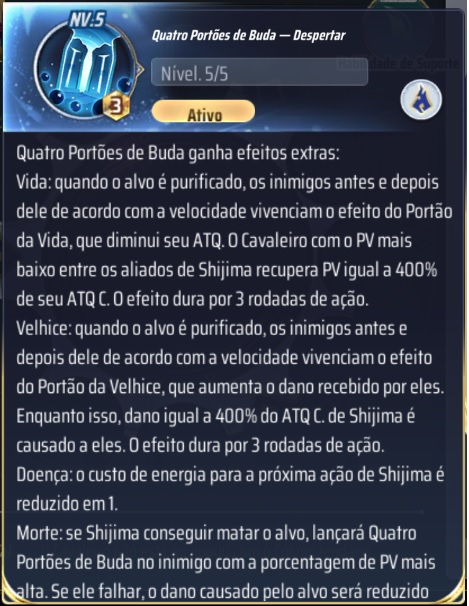 NV.5
Quatro Portões de Buda — Despertar
de de Suporte
Nível. 5/5
3
Ativo
Quatro Portões de Buda ganha efeitos extras:
Vida: quando o alvo é purificado, os inimigos antes e depois
dele de acordo com a velocidade vivenciam o efeito do Portão
da Vida, que diminui seu ATQ. O Cavaleiro com o PV mais
baixo entre os aliados de Shijima recupera PV igual a 400%
de seu ATQ C. O efeito dura por 3 rodadas de ação.
Velhice: quando o alvo é purificado, os inimigos antes e
depois dele de acordo com a velocidade vivenciam o efeito
do Portão da Velhice, que aumenta o dano recebido por eles.
Enquanto isso, dano igual a 400% do ATQ C. de Shijima é
causado a eles. O efeito dura por 3 rodadas de ação.
Doença: o custo de energia para a próxima ação de Shijima é
reduzido em 1.
Morte: se Shijima conseguir matar o alvo, lançará Quatro
Portões de Buda no inimigo com a porcentagem de PV mais
alta. Se ele falhar, o dano causado pelo alvo será reduzido